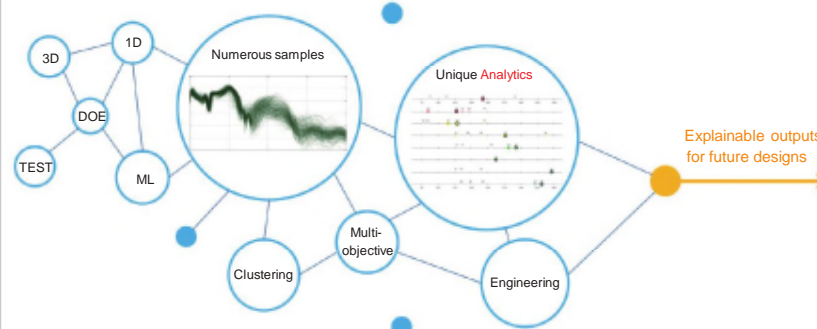 3D
1D
DOE
TEST
ML
Numerous samples
Unique Analytics
Explainable outputs
for future designs
Multi-
objective
Clustering
Engineering